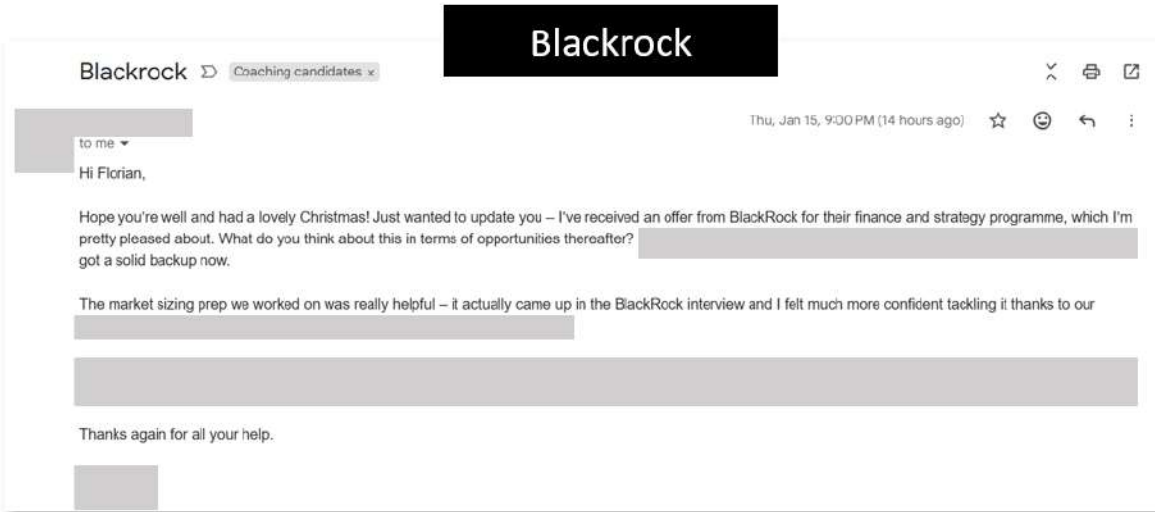 Blackrock
Blackrock Coaching candidates x
Thu, Jan 15, 9:00 PM (14 hours ago)
to me
Hi Florian,
Hope you're well and had a lovely Christmas! Just wanted to update you – I've received an offer from BlackRock for their finance and strategy programme, which I'm
pretty pleased about. What do you think about this in terms of opportunities thereafter?
got a solid backup now.
The market sizing prep we worked on was really helpful – it actually came up in the BlackRock interview and I felt much more confident tackling it thanks to our
Thanks again for all your help.